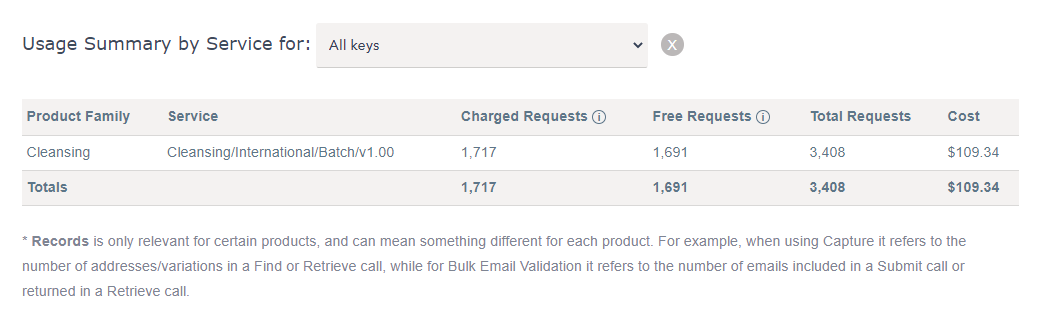 Usage Summary by Service for: All keys X
Product Family Service Charged Requests i Free Requests i Total Requests Cost
Cleansing Cleansing/International/Batch/v1.00 1,717 1,691 3,408 $109.34
Totals 1,717 1,691 3,408 $109.34
* Records is only relevant for certain products, and can mean something different for each product. For example, when using Capture it refers to the
number of addresses/variations in a Find or Retrieve call, while for Bulk Email Validation it refers to the number of emails included in a Submit call or
returned in a Retrieve call.